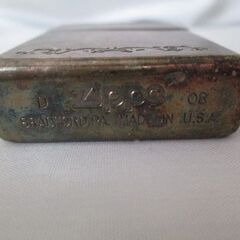 D Zippo 08
BRADFORD, PA. MADE IN U.S.A.